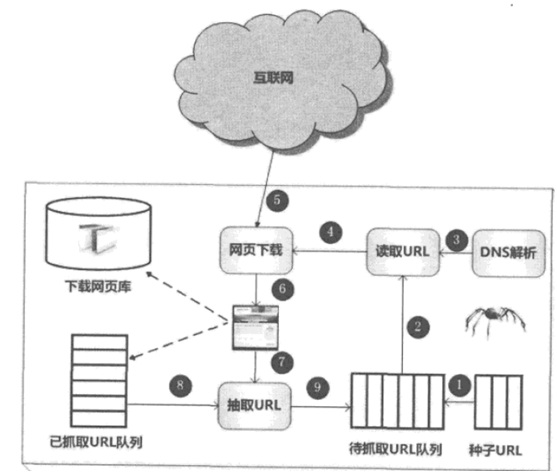 互联网
5
网页下载
4
读取URL
3
DNS解析
下载网页库
6
2
7
8
抽取URL
9
1
已抓取URL队列
待抓取URL队列
种子URL